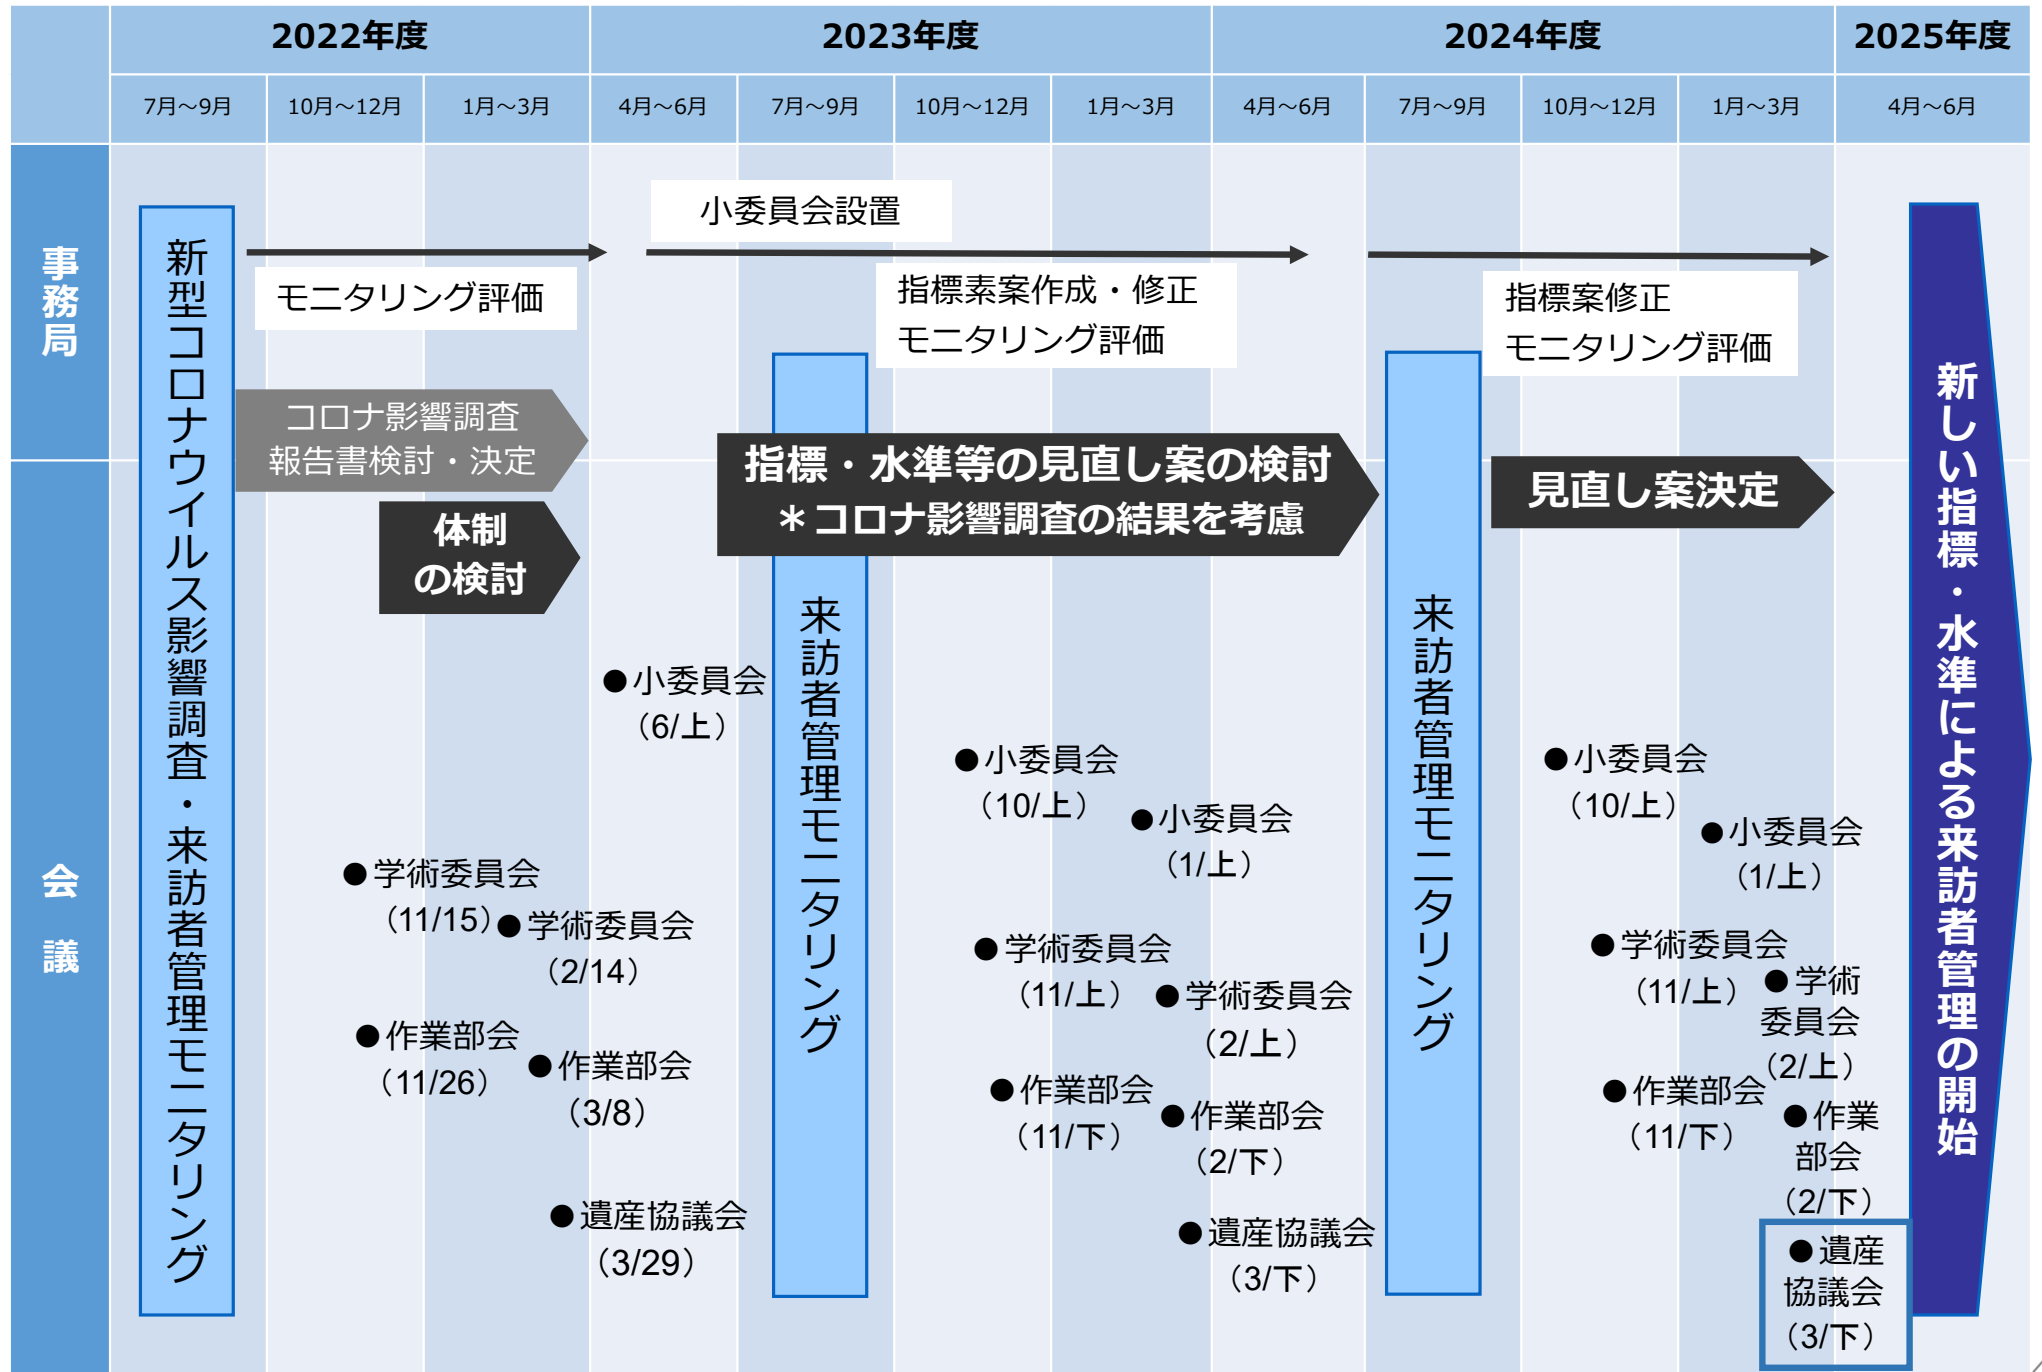 2022年度
2023年度
2024年度
2025年度
7月～9月
10月～12月
1月～3月
4月～6月
7月～9月
10月～12月
1月～3月
4月～6月
7月～9月
10月～12月
1月～3月
4月～6月
事務局
新型コロナウイルス影響調査・来訪者管理モニタリング
モニタリング評価
小委員会設置
指標素案作成・修正
モニタリング評価
指標案修正
モニタリング評価
コロナ影響調査
報告書検討・決定
体制
の検討
指標・水準等の見直し案の検討
＊コロナ影響調査の結果を考慮
見直し案決定
新しい指標・水準による来訪者管理の開始
来訪者管理モニタリング
来訪者管理モニタリング
会議
●小委員会
（6/上）
●小委員会
（10/上）
●小委員会
（1/上）
●小委員会
（10/上）
●小委員会
（1/上）
●学術委員会
（11/15）
●学術委員会
（2/14）
●学術委員会
（11/上）
●学術委員会
（2/上）
●学術委員会
（11/上）
●学術
委員会
（2/上）
●作業部会
（11/26）
●作業部会
（3/8）
●作業部会
（11/下）
●作業部会
（2/下）
●作業部会
（11/下）
●作業
部会
（2/下）
●遺産協議会
（3/29）
●遺産協議会
（3/下）
●遺産
協議会
（3/下）